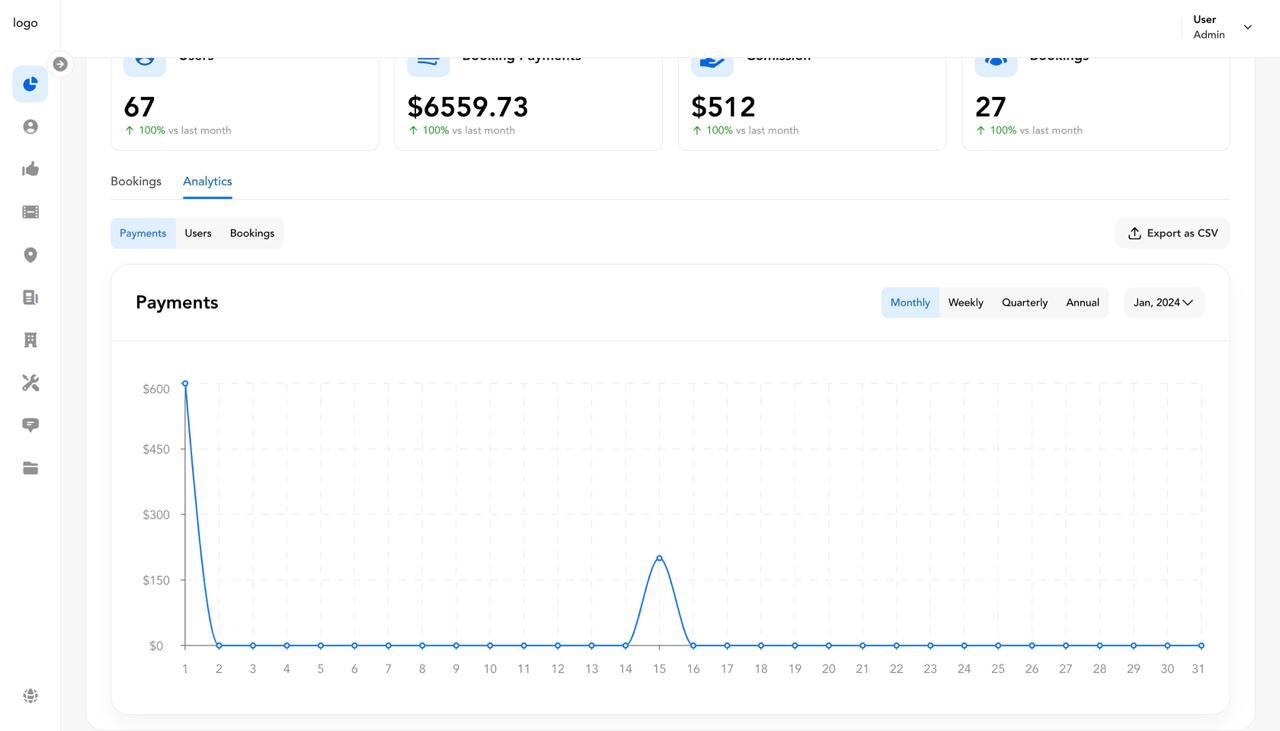 logo
User
Admin
Users
Booking Payments
Comission
Bookings
67
$6559.73
$512
27
100% vs last month
100% vs last month
100% vs last month
100% vs last month
Bookings
Analytics
Payments
Users
Bookings
Export as CSV
Payments
Monthly
Weekly
Quarterly
Annual
Jan, 2024
$600
$450
$300
$150
$0
1 2 3 4 5 6 7 8 9 10 11 12 13 14 15 16 17 18 19 20 21 22 23 24 25 26 27 28 29 30 31